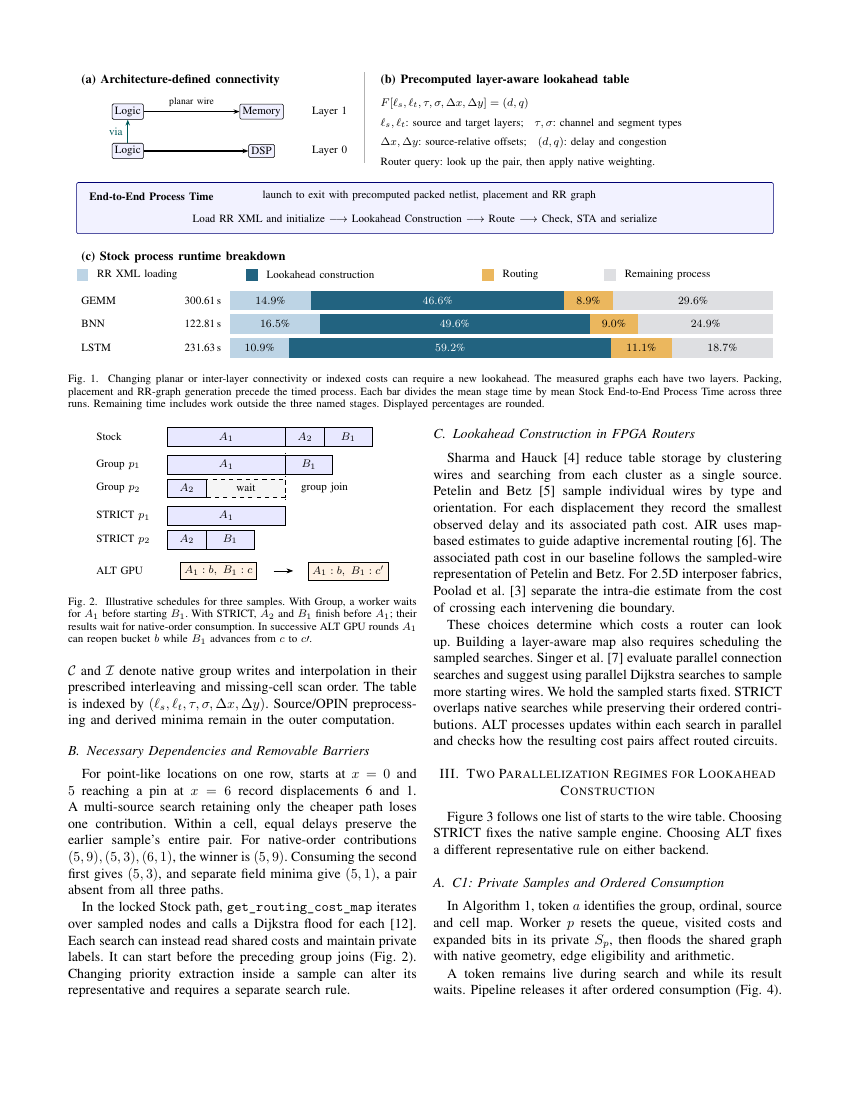 (a) Architecture-defined connectivity
Logic planar wire Memory Layer 1
via
Logic DSP Layer 0
(b) Precomputed layer-aware lookahead table
F[ℓs, ℓt, τ, σ, Δx, Δy] = (d, q)
ℓs, ℓt: source and target layers; τ, σ: channel and segment types
Δx, Δy: source-relative offsets; (d, q): delay and congestion
Router query: look up the pair, then apply native weighting.
End-to-End Process Time launch to exit with precomputed packed netlist, placement and RR graph
Load RR XML and initialize → Lookahead Construction → Route → Check, STA and serialize
(c) Stock process runtime breakdown
RR XML loading Lookahead construction Routing Remaining process
GEMM 300.61 s 14.9% 46.6% 8.9% 29.6%
BNN 122.81 s 16.5% 49.6% 9.0% 24.9%
LSTM 231.63 s 10.9% 59.2% 11.1% 18.7%
Fig. 1. Changing planar or inter-layer connectivity or indexed costs can require a new lookahead. The measured graphs each have two layers. Packing,
placement and RR-graph generation precede the timed process. Each bar divides the mean stage time by mean Stock End-to-End Process Time across three
runs. Remaining time includes work outside the three named stages. Displayed percentages are rounded.
Stock A1 A2 B1
Group p1 A1 B1
Group p2 A2 wait group join
STRICT p1 A1
STRICT p2 A2 B1
ALT GPU A1 : b, B1 : c → A1 : b, B1 : c′
Fig. 2. Illustrative schedules for three samples. With Group, a worker waits
for A1 before starting B1. With STRICT, A2 and B1 finish before A1; their
results wait for native-order consumption. In successive ALT GPU rounds A1
can reopen bucket b while B1 advances from c to c′.
C and I denote native group writes and interpolation in their
prescribed interleaving and missing-cell scan order. The table
is indexed by (ℓs, ℓt, τ, σ, Δx, Δy). Source/OPIN preprocess-
ing and derived minima remain in the outer computation.
B. Necessary Dependencies and Removable Barriers
For point-like locations on one row, starts at x = 0 and
5 reaching a pin at x = 6 record displacements 6 and 1.
A multi-source search retaining only the cheaper path loses
one contribution. Within a cell, equal delays preserve the
earlier sample's entire pair. For native-order contributions
(5, 9), (5, 3), (6, 1), the winner is (5, 9). Consuming the second
first gives (5, 3), and separate field minima give (5, 1), a pair
absent from all three paths.
In the locked Stock path, get_routing_cost_map iterates
over sampled nodes and calls a Dijkstra flood for each [12].
Each search can instead read shared costs and maintain private
labels. It can start before the preceding group joins (Fig. 2).
Changing priority extraction inside a sample can alter its
representative and requires a separate search rule.
C. Lookahead Construction in FPGA Routers
Sharma and Hauck [4] reduce table storage by clustering
wires and searching from each cluster as a single source.
Petelin and Betz [5] sample individual wires by type and
orientation. For each displacement they record the smallest
observed delay and its associated path cost. AIR uses map-
based estimates to guide adaptive incremental routing [6]. The
associated path cost in our baseline follows the sampled-wire
representation of Petelin and Betz. For 2.5D interposer fabrics,
Poolad et al. [3] separate the intra-die estimate from the cost
of crossing each intervening die boundary.
These choices determine which costs a router can look
up. Building a layer-aware map also requires scheduling the
sampled searches. Singer et al. [7] evaluate parallel connection
searches and suggest using parallel Dijkstra searches to sample
more starting wires. We hold the sampled starts fixed. STRICT
overlaps native searches while preserving their ordered contri-
butions. ALT processes updates within each search in parallel
and checks how the resulting cost pairs affect routed circuits.
III. TWO PARALLELIZATION REGIMES FOR LOOKAHEAD
CONSTRUCTION
Figure 3 follows one list of starts to the wire table. Choosing
STRICT fixes the native sample engine. Choosing ALT fixes
a different representative rule on either backend.
A. C1: Private Samples and Ordered Consumption
In Algorithm 1, token a identifies the group, ordinal, source
and cell map. Worker p resets the queue, visited costs and
expanded bits in its private Sp, then floods the shared graph
with native geometry, edge eligibility and arithmetic.
A token remains live during search and while its result
waits. Pipeline releases it after ordered consumption (Fig. 4).